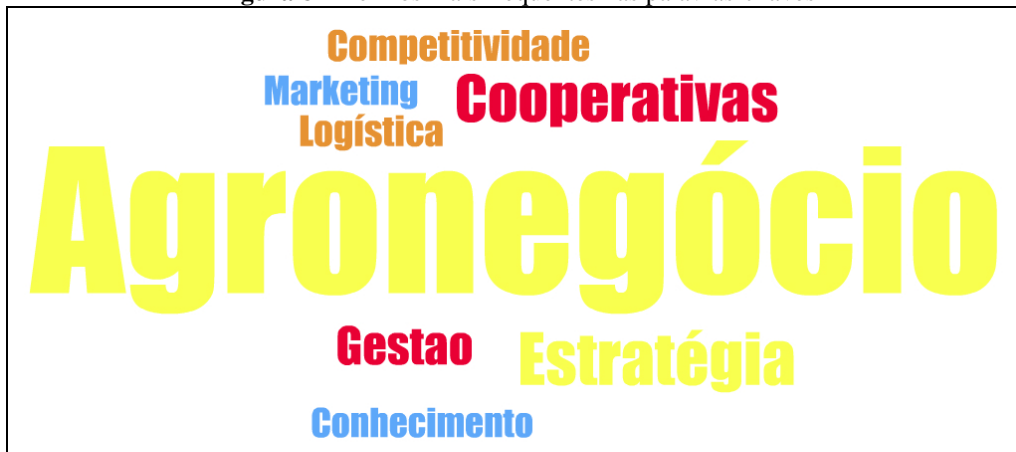 Competitividade
Marketing Cooperativas
Logística
Agronegócio
Gestao Estratégia
Conhecimento